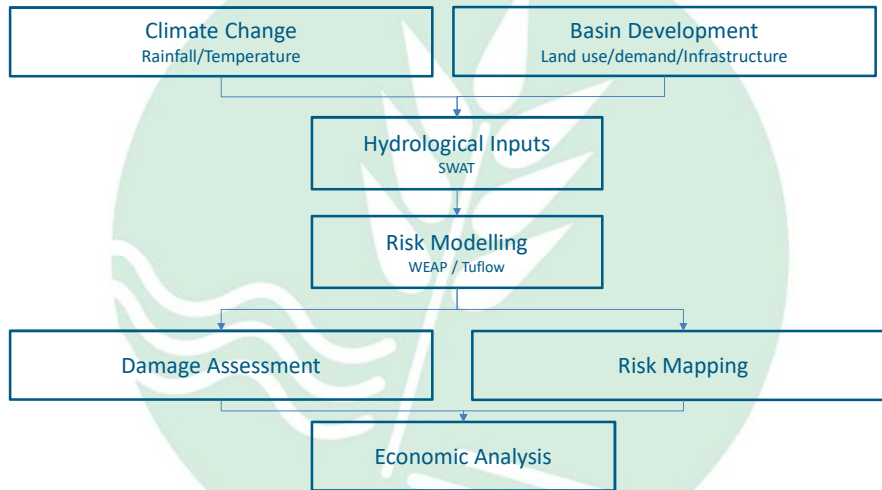 Climate Change
Rainfall/Temperature
Basin Development
Land use/demand/Infrastructure
Hydrological Inputs
SWAT
Risk Modelling
WEAP / Tuflow
Damage Assessment
Risk Mapping
Economic Analysis